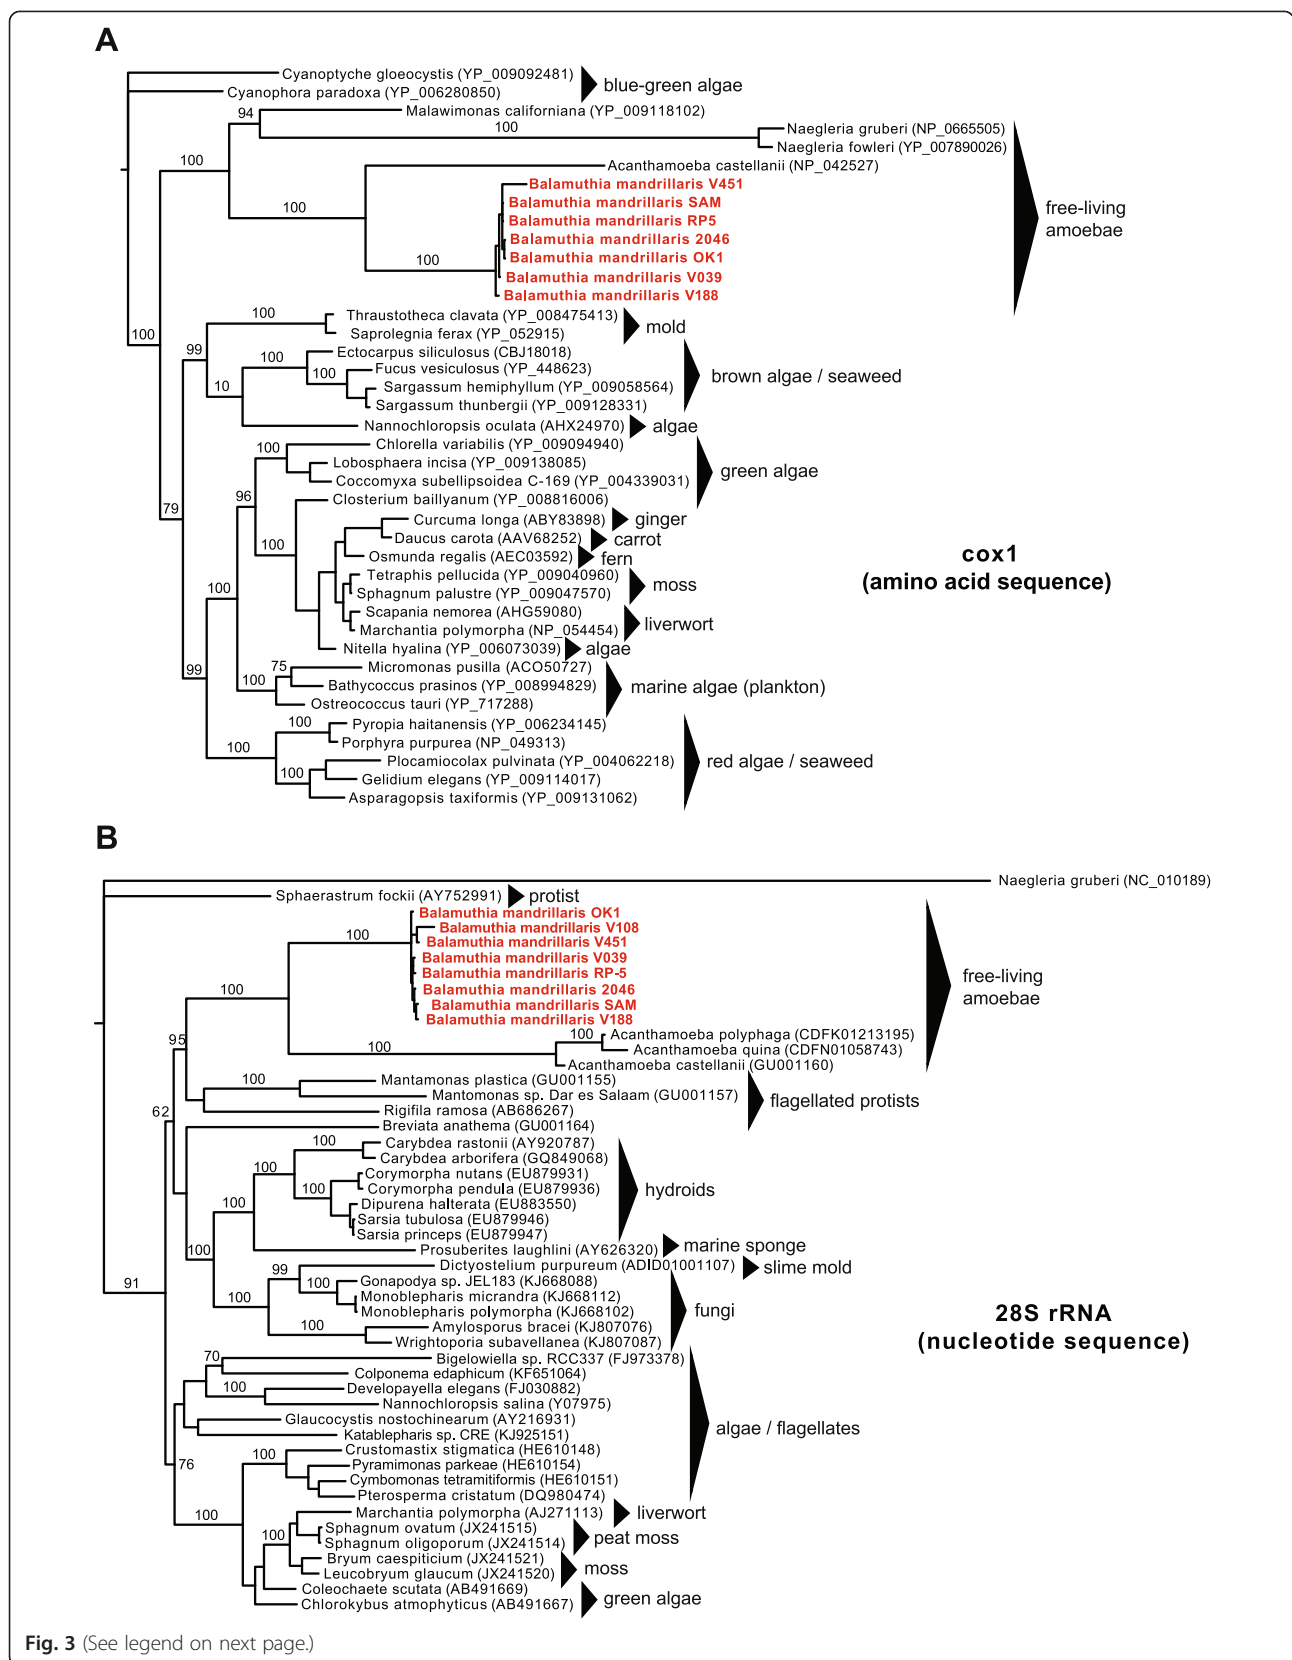 A
Cyanoptyche gloeocystis (YP_009092481)
blue-green algae
Cyanophora paradoxa (YP_006280850)
94
Malawimonas californiana (YP_009118102)
100
Naegleria gruberi (NP_0665505)
Naegleria fowleri (YP_007890026)
100
Acanthamoeba castellanii (NP_042527)
Balamuthia mandrillaris V451
Balamuthia mandrillaris SAM
100
free-living
amoebae
Balamuthia mandrillaris RP5
Balamuthia mandrillaris 2046
Balamuthia mandrillaris OK1
100
Balamuthia mandrillaris V039
Balamuthia mandrillaris V188
100
Thraustotheca clavata (YP_008475413)
mold
100
Saprolegnia ferax (YP_052915)
99
Ectocarpus siliculosus (CBJ18018)
100
Fucus vesiculosus (YP_448623)
100
brown algae / seaweed
Sargassum hemiphyllum (YP_009058564)
10
Sargassum thunbergii (YP_009128331)
Nannochloropsis oculata (AHX24970)
algae
Chlorella variabilis (YP_009094940)
100
Lobosphaera incisa (YP_009138085)
green algae
Coccomyxa subellipsoidea C-169 (YP_004339031)
96
Closterium baillyanum (YP_008816006)
79
Curcuma longa (ABY83898)
ginger
Daucus carota (AAV68252)
carrot
100
Osmunda regalis (AEC03592)
fern
cox1
(amino acid sequence)
Tetraphis pellucida (YP_009040960)
moss
100
Sphagnum palustre (YP_009047570)
Scapania nemorea (AHG59080)
liverwort
Marchantia polymorpha (NP_054454)
Nitella hyalina (YP_006073039)
algae
99
75
Micromonas pusilla (ACO50727)
100
Bathycoccus prasinos (YP_008994829)
marine algae (plankton)
Ostreococcus tauri (YP_717288)
100
Pyropia haitanensis (YP_006234145)
Porphyra purpurea (NP_049313)
100
Plocamiocolax pulvinata (YP_004062218)
red algae / seaweed
100
Gelidium elegans (YP_009114017)
Asparagopsis taxiformis (YP_009131062)
B
Naegleria gruberi (NC_010189)
Sphaerastrum fockii (AY752991)
protist
Balamuthia mandrillaris OK1
Balamuthia mandrillaris V108
100
Balamuthia mandrillaris V451
Balamuthia mandrillaris V039
Balamuthia mandrillaris RP-5
free-living
amoebae
100
Balamuthia mandrillaris 2046
Balamuthia mandrillaris SAM
Balamuthia mandrillaris V188
100
Acanthamoeba polyphaga (CDFK01213195)
95
100
Acanthamoeba quina (CDFN01058743)
Acanthamoeba castellanii (GU001160)
100
Mantamonas plastica (GU001155)
Mantomonas sp. Dar es Salaam (GU001157)
flagellated protists
62
Rigifila ramosa (AB686267)
Breviata anathema (GU001164)
100
Carybdea rastonii (AY920787)
Carybdea arborifera (GQ849068)
100
Corymorpha nutans (EU879931)
100
Corymorpha pendula (EU879936)
hydroids
100
Dipurena halterata (EU883550)
Sarsia tubulosa (EU879946)
Sarsia princeps (EU879947)
100
Prosuberites laughlini (AY626320)
marine sponge
Dictyostelium purpureum (ADID01001107)
slime mold
99
91
Gonapodya sp. JEL183 (KJ668088)
100
100
Monoblepharis micrandra (KJ668112)
fungi
Monoblepharis polymorpha (KJ668102)
100
Amylosporus bracei (KJ807076)
Wrightoporia subavellanea (KJ807087)
28S rRNA
(nucleotide sequence)
70
Bigelowiella sp. RCC337 (FJ973378)
Colponema edaphicum (KF651064)
100
Developayella elegans (FJ030882)
Nannochloropsis salina (Y07975)
Glaucocystis nostochinearum (AY216931)
algae / flagellates
Katablepharis sp. CRE (KJ925151)
100
Crustomastix stigmatica (HE610148)
76
Pyramimonas parkeae (HE610154)
Cymbomonas tetramitiformis (HE610151)
Pterosperma cristatum (DQ980474)
100
Marchantia polymorpha (AJ271113)
liverwort
Sphagnum ovatum (JX241515)
peat moss
100
Sphagnum oligoporum (JX241514)
Bryum caespiticium (JX241521)
moss
Leucobryum glaucum (JX241520)
Coleochaete scutata (AB491669)
green algae
Chlorokybus atmophyticus (AB491667)
Fig. 3 (See legend on next page.)